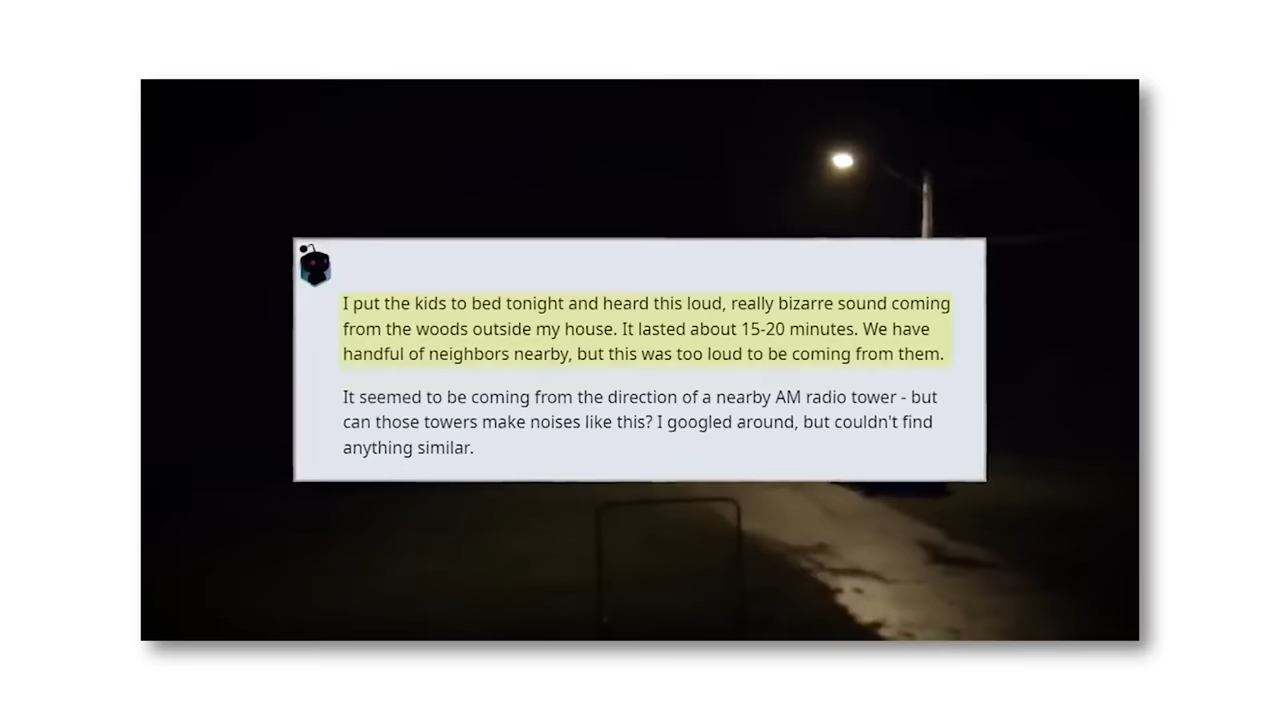 I put the kids to bed tonight and heard this loud, really bizarre sound coming
from the woods outside my house. It lasted about 15-20 minutes. We have
handful of neighbors nearby, but this was too loud to be coming from them.
It seemed to be coming from the direction of a nearby AM radio tower - but
can those towers make noises like this? I googled around, but couldn't find
anything similar.